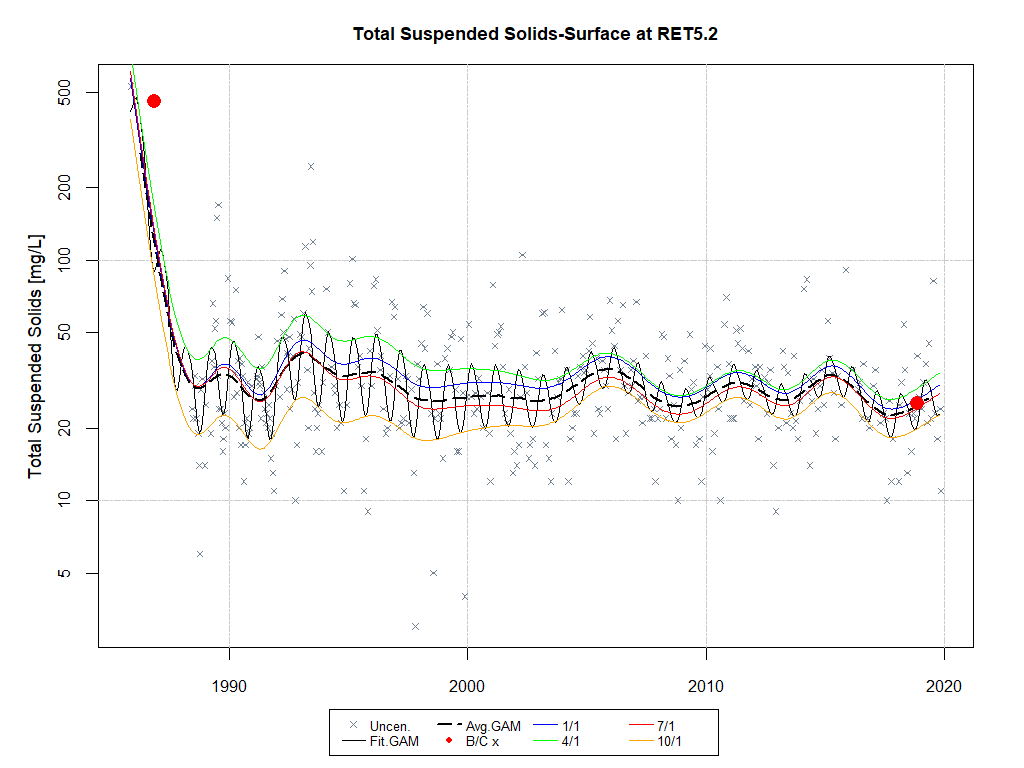 Total Suspended Solids-Surface at RET5.2
Total Suspended Solids [mg/L]
500
200
100
50
20
10
5
1990
2000
2010
2020
Uncen.
Avg.GAM
1/1
7/1
Fit.GAM
B/C x
4/1
10/1